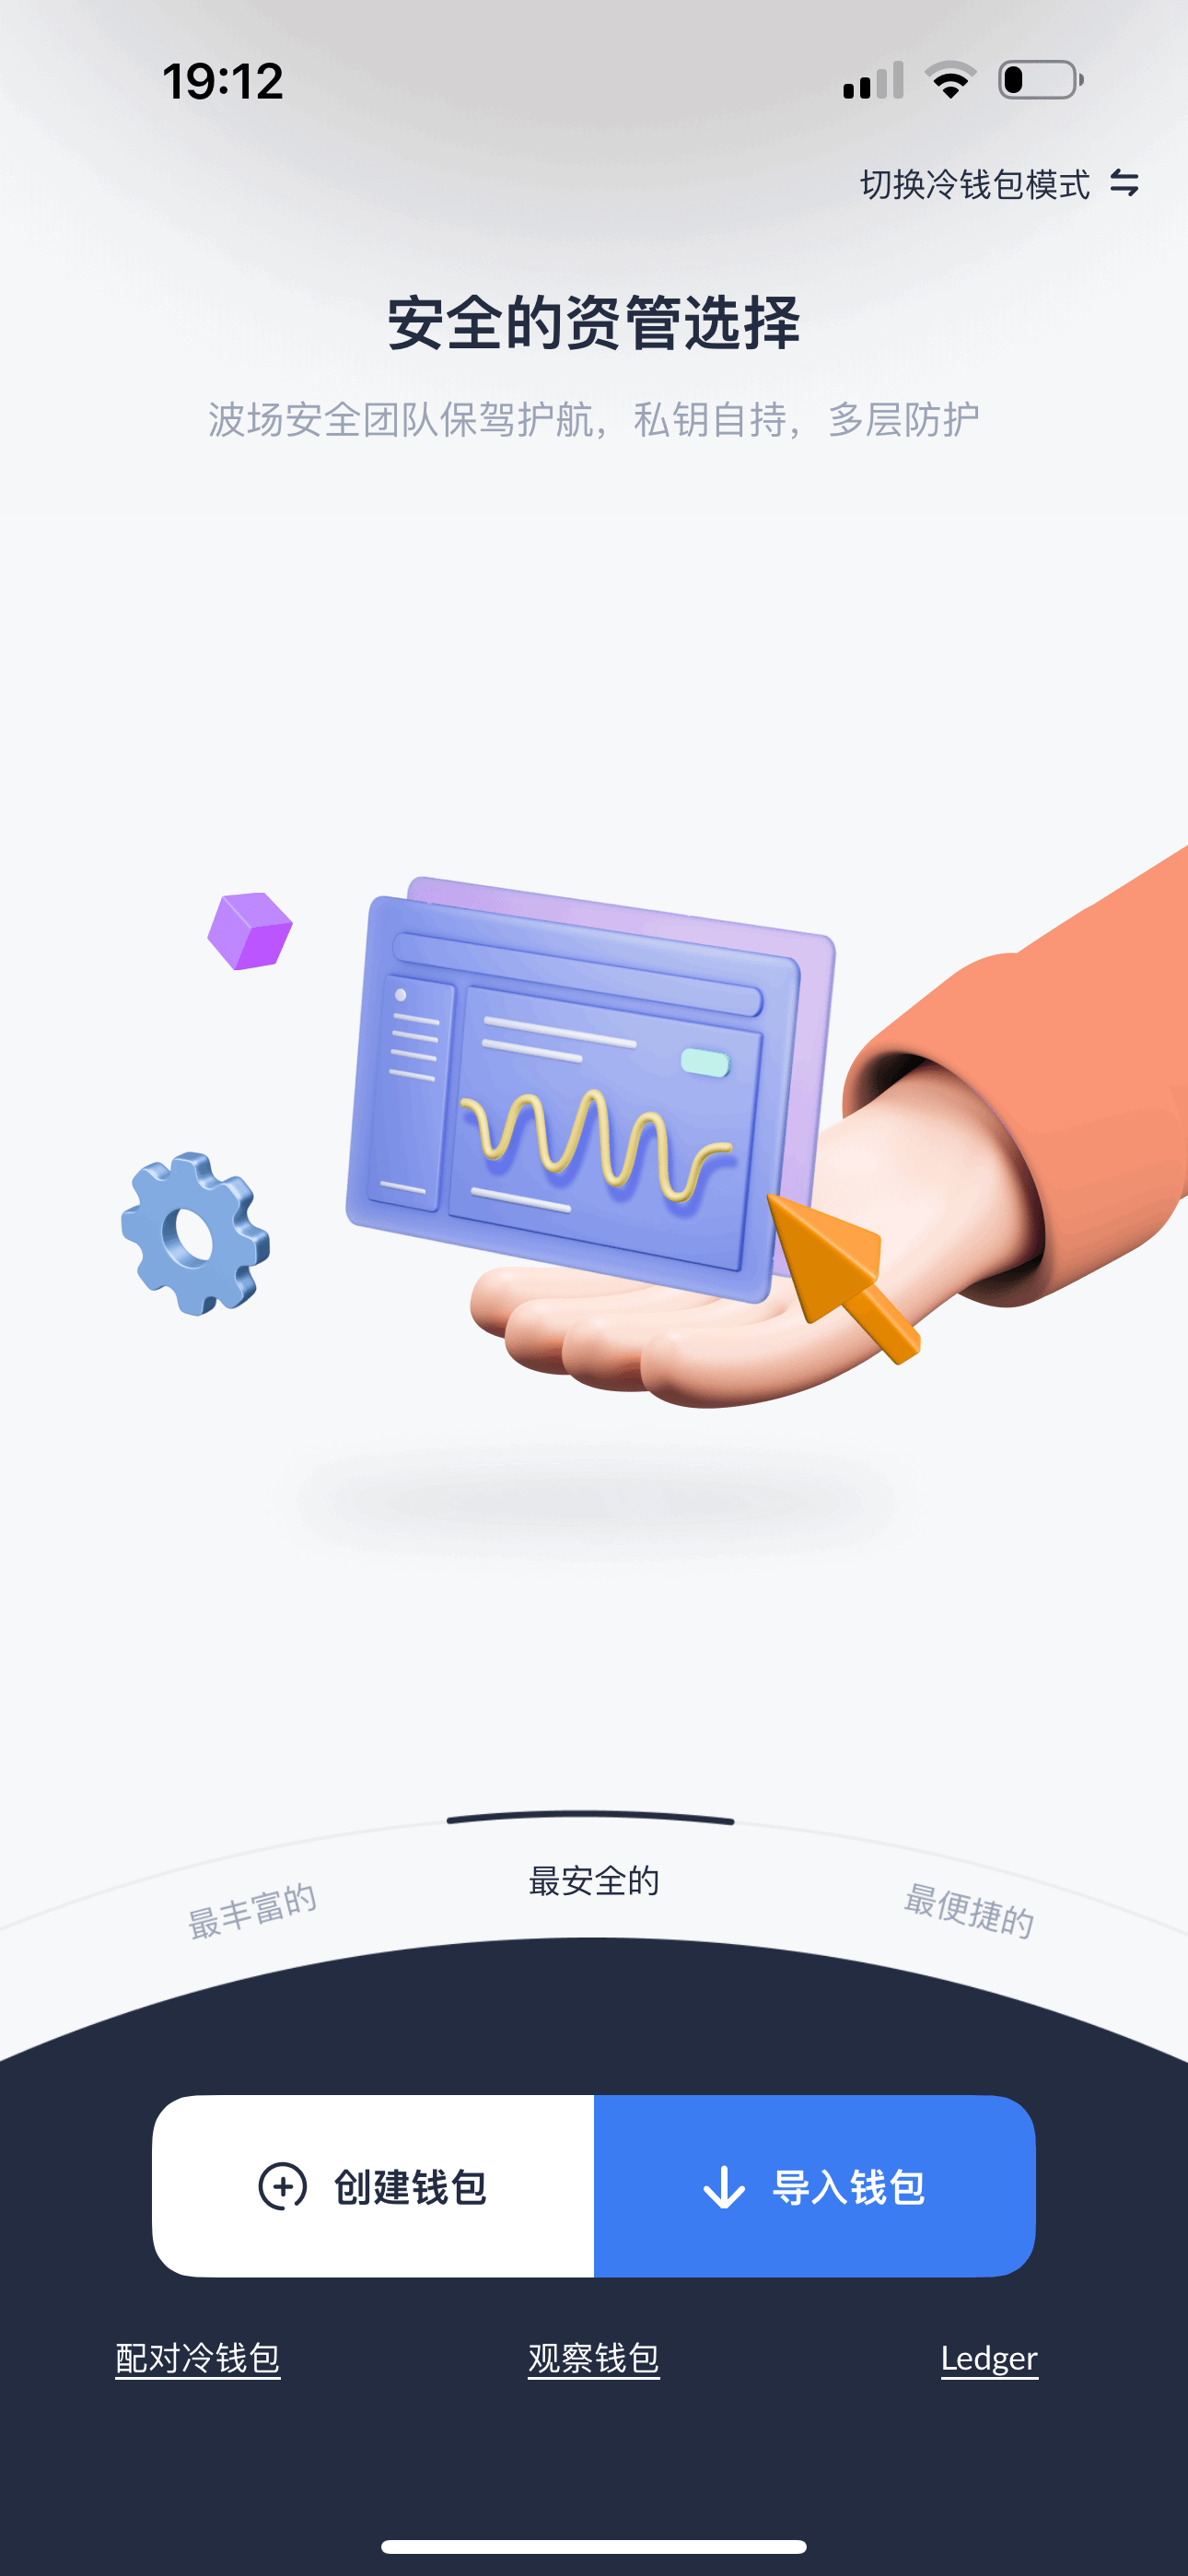 19:12
切换冷钱包模式
安全的资管选择
波场安全团队保驾护航，私钥自持，多层防护
最丰富的
最安全的
最便捷的
创建钱包
导入钱包
配对冷钱包
观察钱包
Ledger